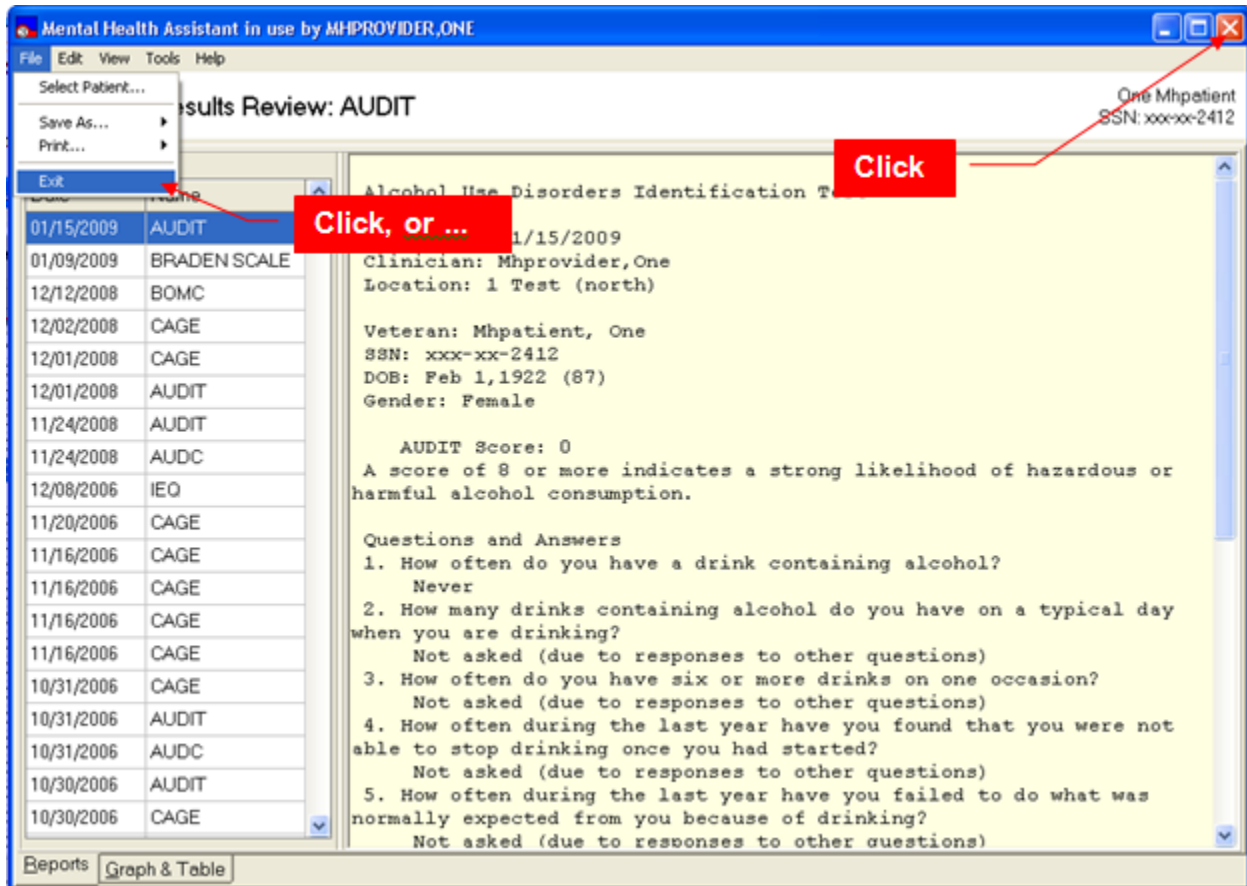 Mental Health Assistant in use by MHPROVIDER,ONE
File Edit View Tools Help
Select Patient...
Save As...
Print...
Exit
sults Review: AUDIT
One Mhpatient
SSN: xxx-xx-2412
Click
Click, or ...
Date Name
01/15/2009 AUDIT
01/09/2009 BRADEN SCALE
12/12/2008 BOMC
12/02/2008 CAGE
12/01/2008 CAGE
12/01/2008 AUDIT
11/24/2008 AUDIT
11/24/2008 AUDC
12/08/2006 IEQ
11/20/2006 CAGE
11/16/2006 CAGE
11/16/2006 CAGE
11/16/2006 CAGE
11/16/2006 CAGE
10/31/2006 CAGE
10/31/2006 AUDIT
10/31/2006 AUDC
10/30/2006 AUDIT
10/30/2006 CAGE
Alcohol Use Disorders Identification
1/15/2009
Clinician: Mhprovider,One
Location: 1 Test (north)
Veteran: Mhpatient, One
SSN: xxx-xx-2412
DOB: Feb 1,1922 (87)
Gender: Female
AUDIT Score: 0
A score of 8 or more indicates a strong likelihood of hazardous or
harmful alcohol consumption.
Questions and Answers
1. How often do you have a drink containing alcohol?
Never
2. How many drinks containing alcohol do you have on a typical day
when you are drinking?
Not asked (due to responses to other questions)
3. How often do you have six or more drinks on one occasion?
Not asked (due to responses to other questions)
4. How often during the last year have you found that you were not
able to stop drinking once you had started?
Not asked (due to responses to other questions)
5. How often during the last year have you failed to do what was
normally expected from you because of drinking?
Not asked (due to responses to other questions)
Reports Graph & Table